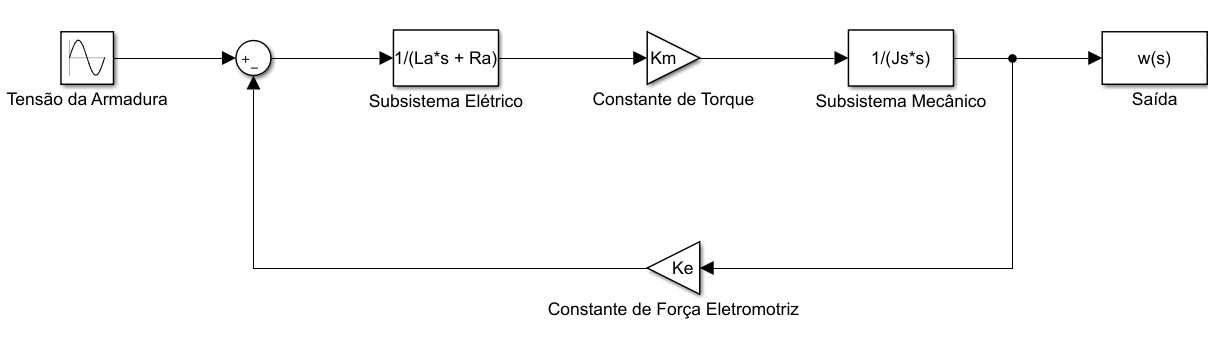 +
_
1/(La*s + Ra)
Km
1/(Js*s)
w(s)
Tensão da Armadura
Subsistema Elétrico
Constante de Torque
Subsistema Mecânico
Saída
Ke
Constante de Força Eletromotriz